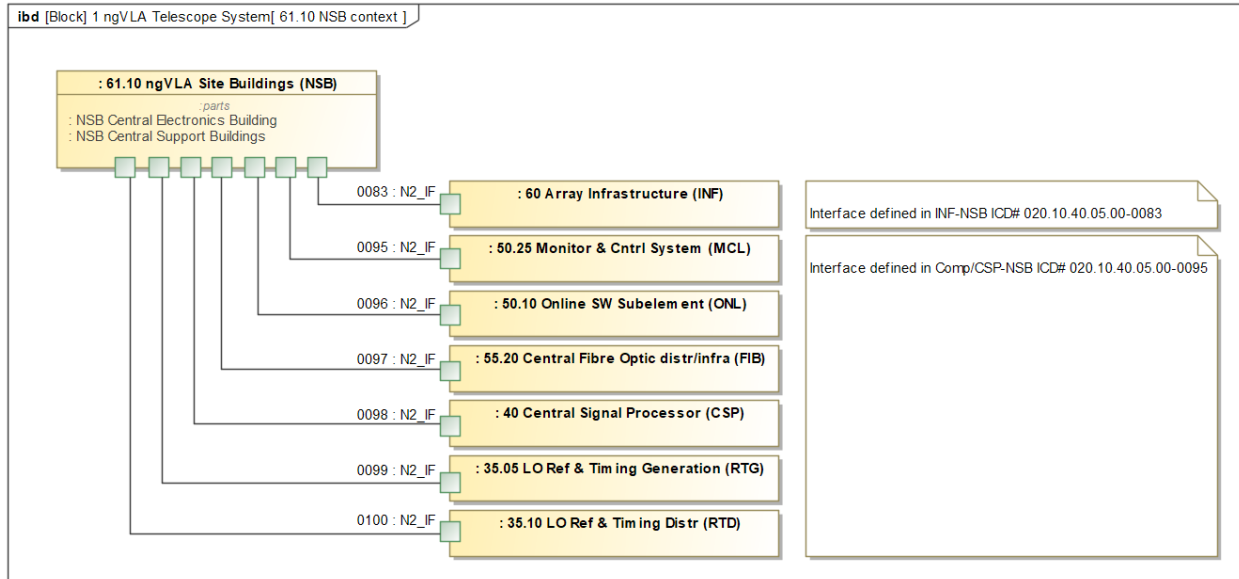 ibd [Block] 1 ngVLA Telescope System[ 61.10 NSB context ]
: 61.10 ngVLA Site Buildings (NSB)
:parts
: NSB Central Electronics Building
: NSB Central Support Buildings
0083 : N2_IF
: 60 Array Infrastructure (INF)
Interface defined in INF-NSB ICD# 020.10.40.05.00-0083
0095 : N2_IF
: 50.25 Monitor & Cntrl System (MCL)
Interface defined in Comp/CSP-NSB ICD# 020.10.40.05.00-0095
0096 : N2_IF
: 50.10 Online SW Subelement (ONL)
0097 : N2_IF
: 55.20 Central Fibre Optic distr/infra (FIB)
0098 : N2_IF
: 40 Central Signal Processor (CSP)
0099 : N2_IF
: 35.05 LO Ref & Timing Generation (RTG)
0100 : N2_IF
: 35.10 LO Ref & Timing Distr (RTD)